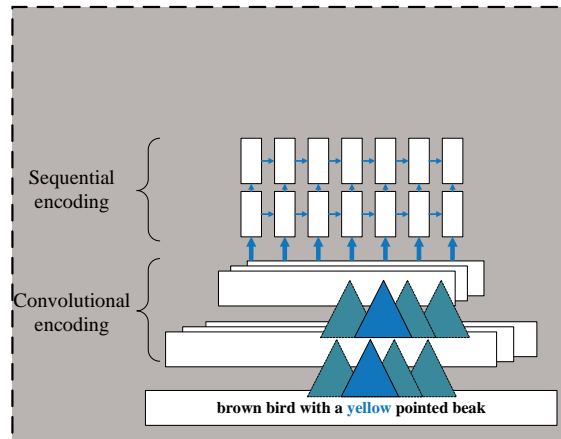 Sequential
encoding
Convolutional
encoding
brown bird with a yellow pointed beak